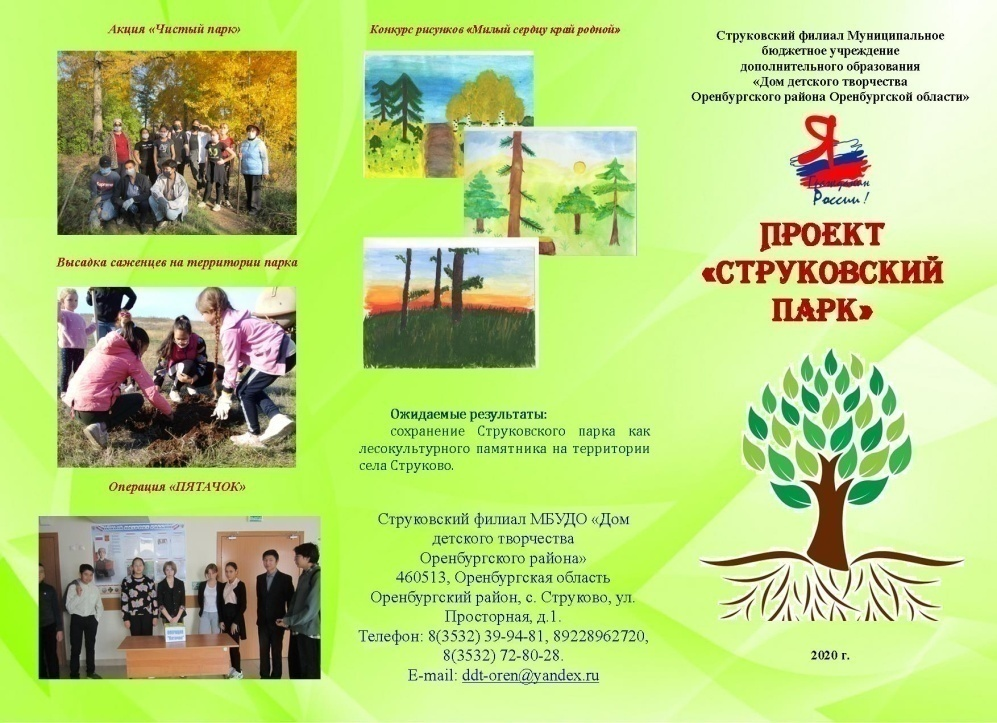 Акция «Чистый парк»
Высадка саженцев на территории парка
Операция «ПЯТАЧОК»
Конкурс рисунков «Милый сердцу край родной»
Ожидаемые результаты:
сохранение Струковского парка как
лесокультурного памятника на территории
села Струково.
Струковский филиал МБУДО «Дом
детского творчества
Оренбургского района»
460513, Оренбургская область
Оренбургский район, с. Струково, ул.
Просторная, д.1.
Телефон: 8(3532) 39-94-81, 89228962720,
8(3532) 72-80-28.
E-mail: ddt-oren@yandex.ru
Струковский филиал Муниципальное
бюджетное учреждение
дополнительного образования
«Дом детского творчества
Оренбургского района Оренбургской области»
Я
Гражданин
России!
ПРОЕКТ
«СТРУКОВСКИЙ
ПАРК»
2020 г.